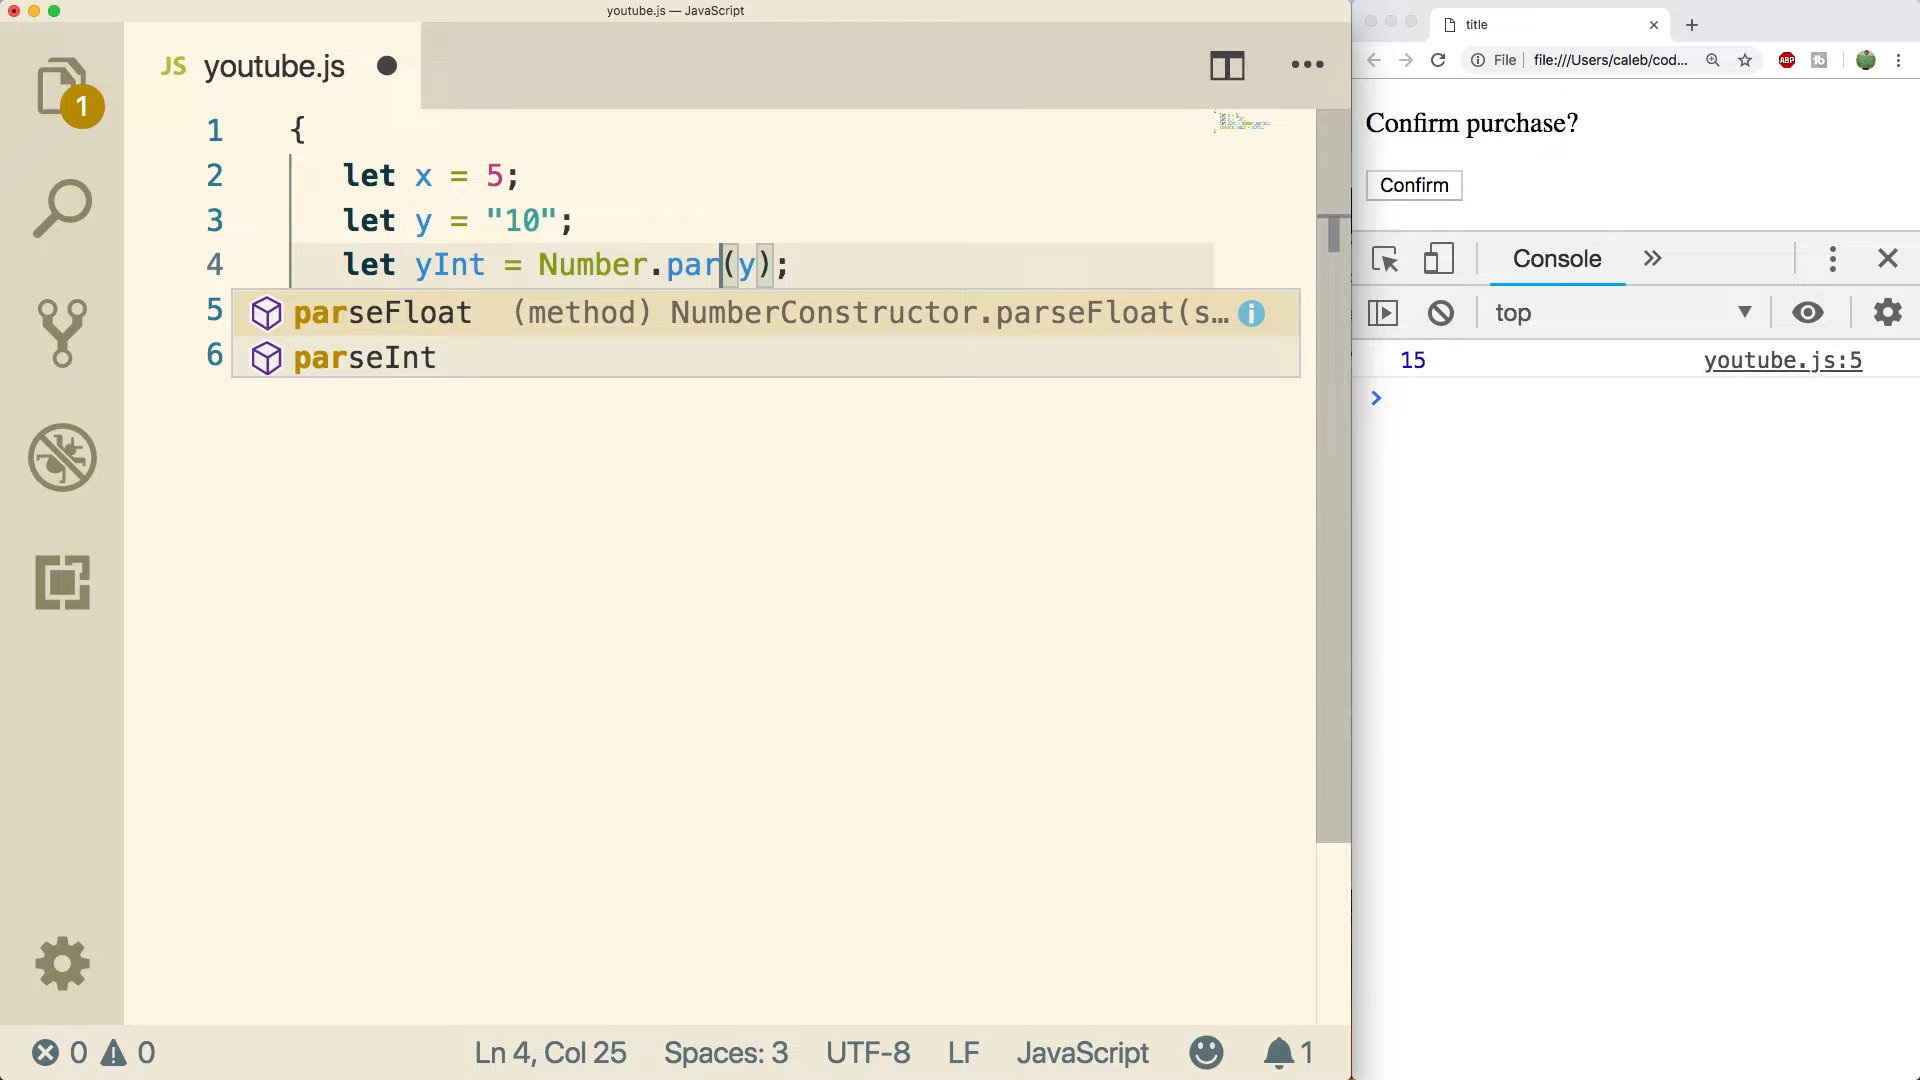 youtube.js — JavaScript
JS youtube.js
1
1 {
2 let x = 5;
3 let y = "10";
4 let yInt = Number.par(y);
5 parseFloat (method) NumberConstructor.parseFloat(s…
6 parseInt
0 0 Ln 4, Col 25 Spaces: 3 UTF-8 LF JavaScript 1
title
File file:///Users/caleb/cod... ABP
Confirm purchase?
Confirm
Console
top
15 youtube.js:5